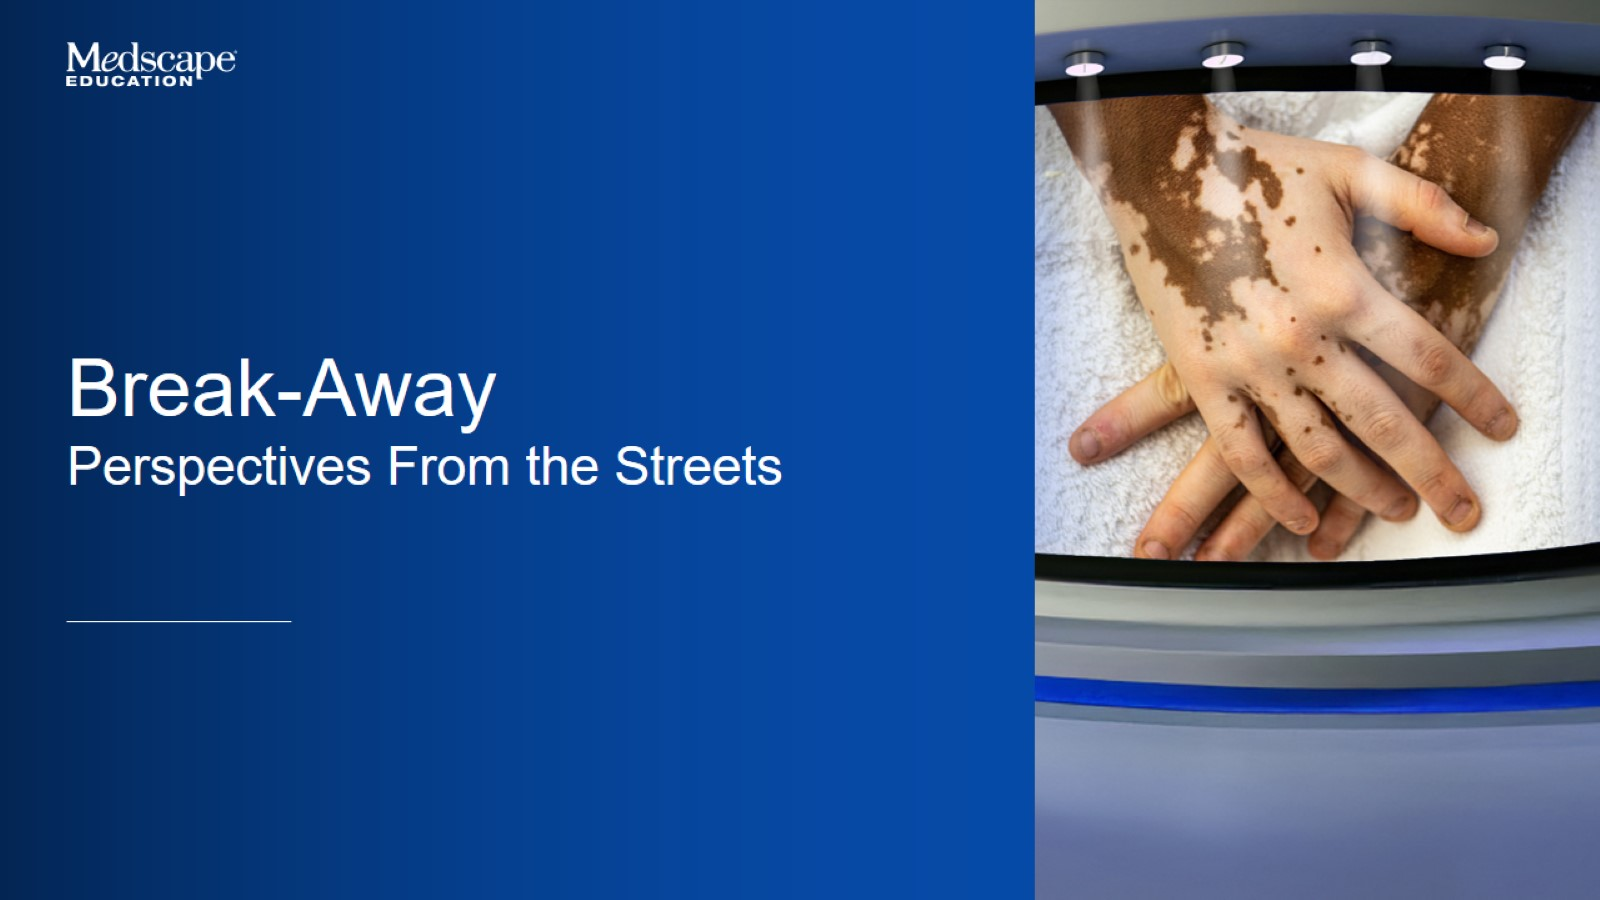 Medscape
EDUCATION
Break-Away
Perspectives From the Streets